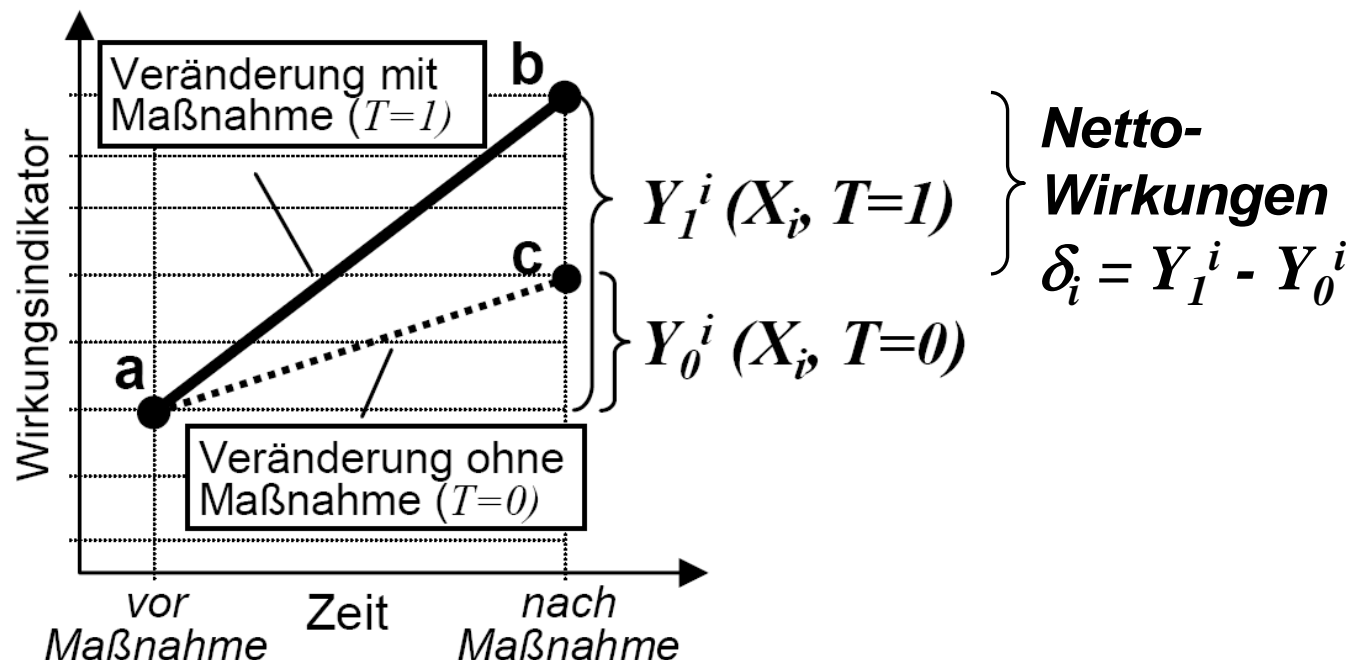 Wirkungsindikator
Veränderung mit
Maßnahme (T=1)
b
c
a
Veränderung ohne
Maßnahme (T=0)
Y₁ⁱ (Xᵢ, T=1)
Y₀ⁱ (Xᵢ, T=0)
Netto-
Wirkungen
δᵢ = Y₁ⁱ - Y₀ⁱ
vor
Maßnahme
Zeit
nach
Maßnahme